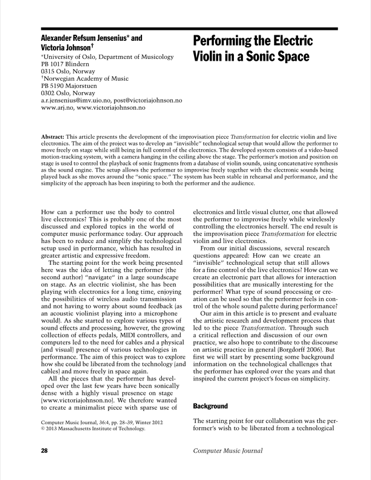 Alexander Refsum Jensenius* and
Victoria Johnson†
*University of Oslo, Department of Musicology
PB 1017 Blindern
0315 Oslo, Norway
†Norwegian Academy of Music
PB 5190 Majorstuen
0302 Oslo, Norway
a.r.jensenius@imv.uio.no, post@victoriajohnson.no
www.arj.no, www.victoriajohnson.no
Performing the Electric
Violin in a Sonic Space
Abstract: This article presents the development of the improvisation piece Transformation for electric violin and live
electronics. The aim of the project was to develop an “invisible” technological setup that would allow the performer to
move freely on stage while still being in full control of the electronics. The developed system consists of a video-based
motion-tracking system, with a camera hanging in the ceiling above the stage. The performer's motion and position on
stage is used to control the playback of sonic fragments from a database of violin sounds, using concatenative synthesis
as the sound engine. The setup allows the performer to improvise freely together with the electronic sounds being
played back as she moves around the “sonic space.” The system has been stable in rehearsal and performance, and the
simplicity of the approach has been inspiring to both the performer and the audience.
How can a performer use the body to control
live electronics? This is probably one of the most
discussed and explored topics in the world of
computer music performance today. Our approach
has been to reduce and simplify the technological
setup used in performance, which has resulted in
greater artistic and expressive freedom.
The starting point for the work being presented
here was the idea of letting the performer (the
second author) “navigate” in a large soundscape
on stage. As an electric violinist, she has been
playing with electronics for a long time, enjoying
the possibilities of wireless audio transmission
and not having to worry about sound feedback (as
an acoustic violinist playing into a microphone
would). As she started to explore various types of
sound effects and processing, however, the growing
collection of effects pedals, MIDI controllers, and
computers led to the need for cables and a physical
(and visual) presence of various technologies in
performance. The aim of this project was to explore
how she could be liberated from the technology (and
cables) and move freely in space again.
All the pieces that the performer has devel-
oped over the last few years have been sonically
dense with a highly visual presence on stage
(www.victoriajohnson.no). We therefore wanted
to create a minimalist piece with sparse use of
Computer Music Journal, 36:4, pp. 28–39, Winter 2012
© 2013 Massachusetts Institute of Technology.
electronics and little visual clutter, one that allowed
the performer to improvise freely while wirelessly
controlling the electronics herself. The end result is
the improvisation piece Transformation for electric
violin and live electronics.
From our initial discussions, several research
questions appeared: How can we create an
“invisible” technological setup that still allows
for a fine control of the live electronics? How can we
create an electronic part that allows for interaction
possibilities that are musically interesting for the
performer? What type of sound processing or cre-
ation can be used so that the performer feels in con-
trol of the whole sound palette during performance?
Our aim in this article is to present and evaluate
the artistic research and development process that
led to the piece Transformation. Through such
a critical reflection and discussion of our own
practice, we also hope to contribute to the discourse
on artistic practice in general (Borgdorff 2006). But
first we will start by presenting some background
information on the technological challenges that
the performer has explored over the years and that
inspired the current project's focus on simplicity.
Background
The starting point for our collaboration was the per-
former's wish to be liberated from a technological
28
Computer Music Journal